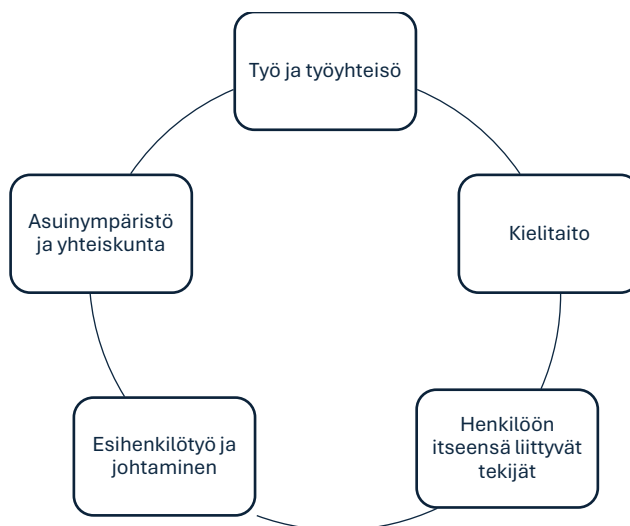 Työ ja työyhteisö
Kielitaito
Henkilöön
itseensä liittyvät
tekijät
Esihenkilötyö ja
johtaminen
Asuinympäristö
ja yhteiskunta